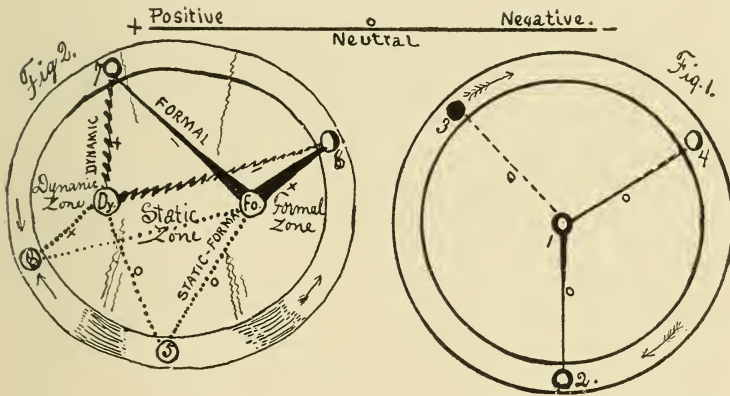 + Positive o Negative. -
Neutral
Fig 2.
7
FORMAL
DYNAMIC
+
-
-
8
Dynanic
Zone
Dy.
Static
Zone
Fo.
+
Formal
Zone
+
6
STATIC-FORMAL
o
o
5
Fig. 1.
3
4
o
o
1
o
2.